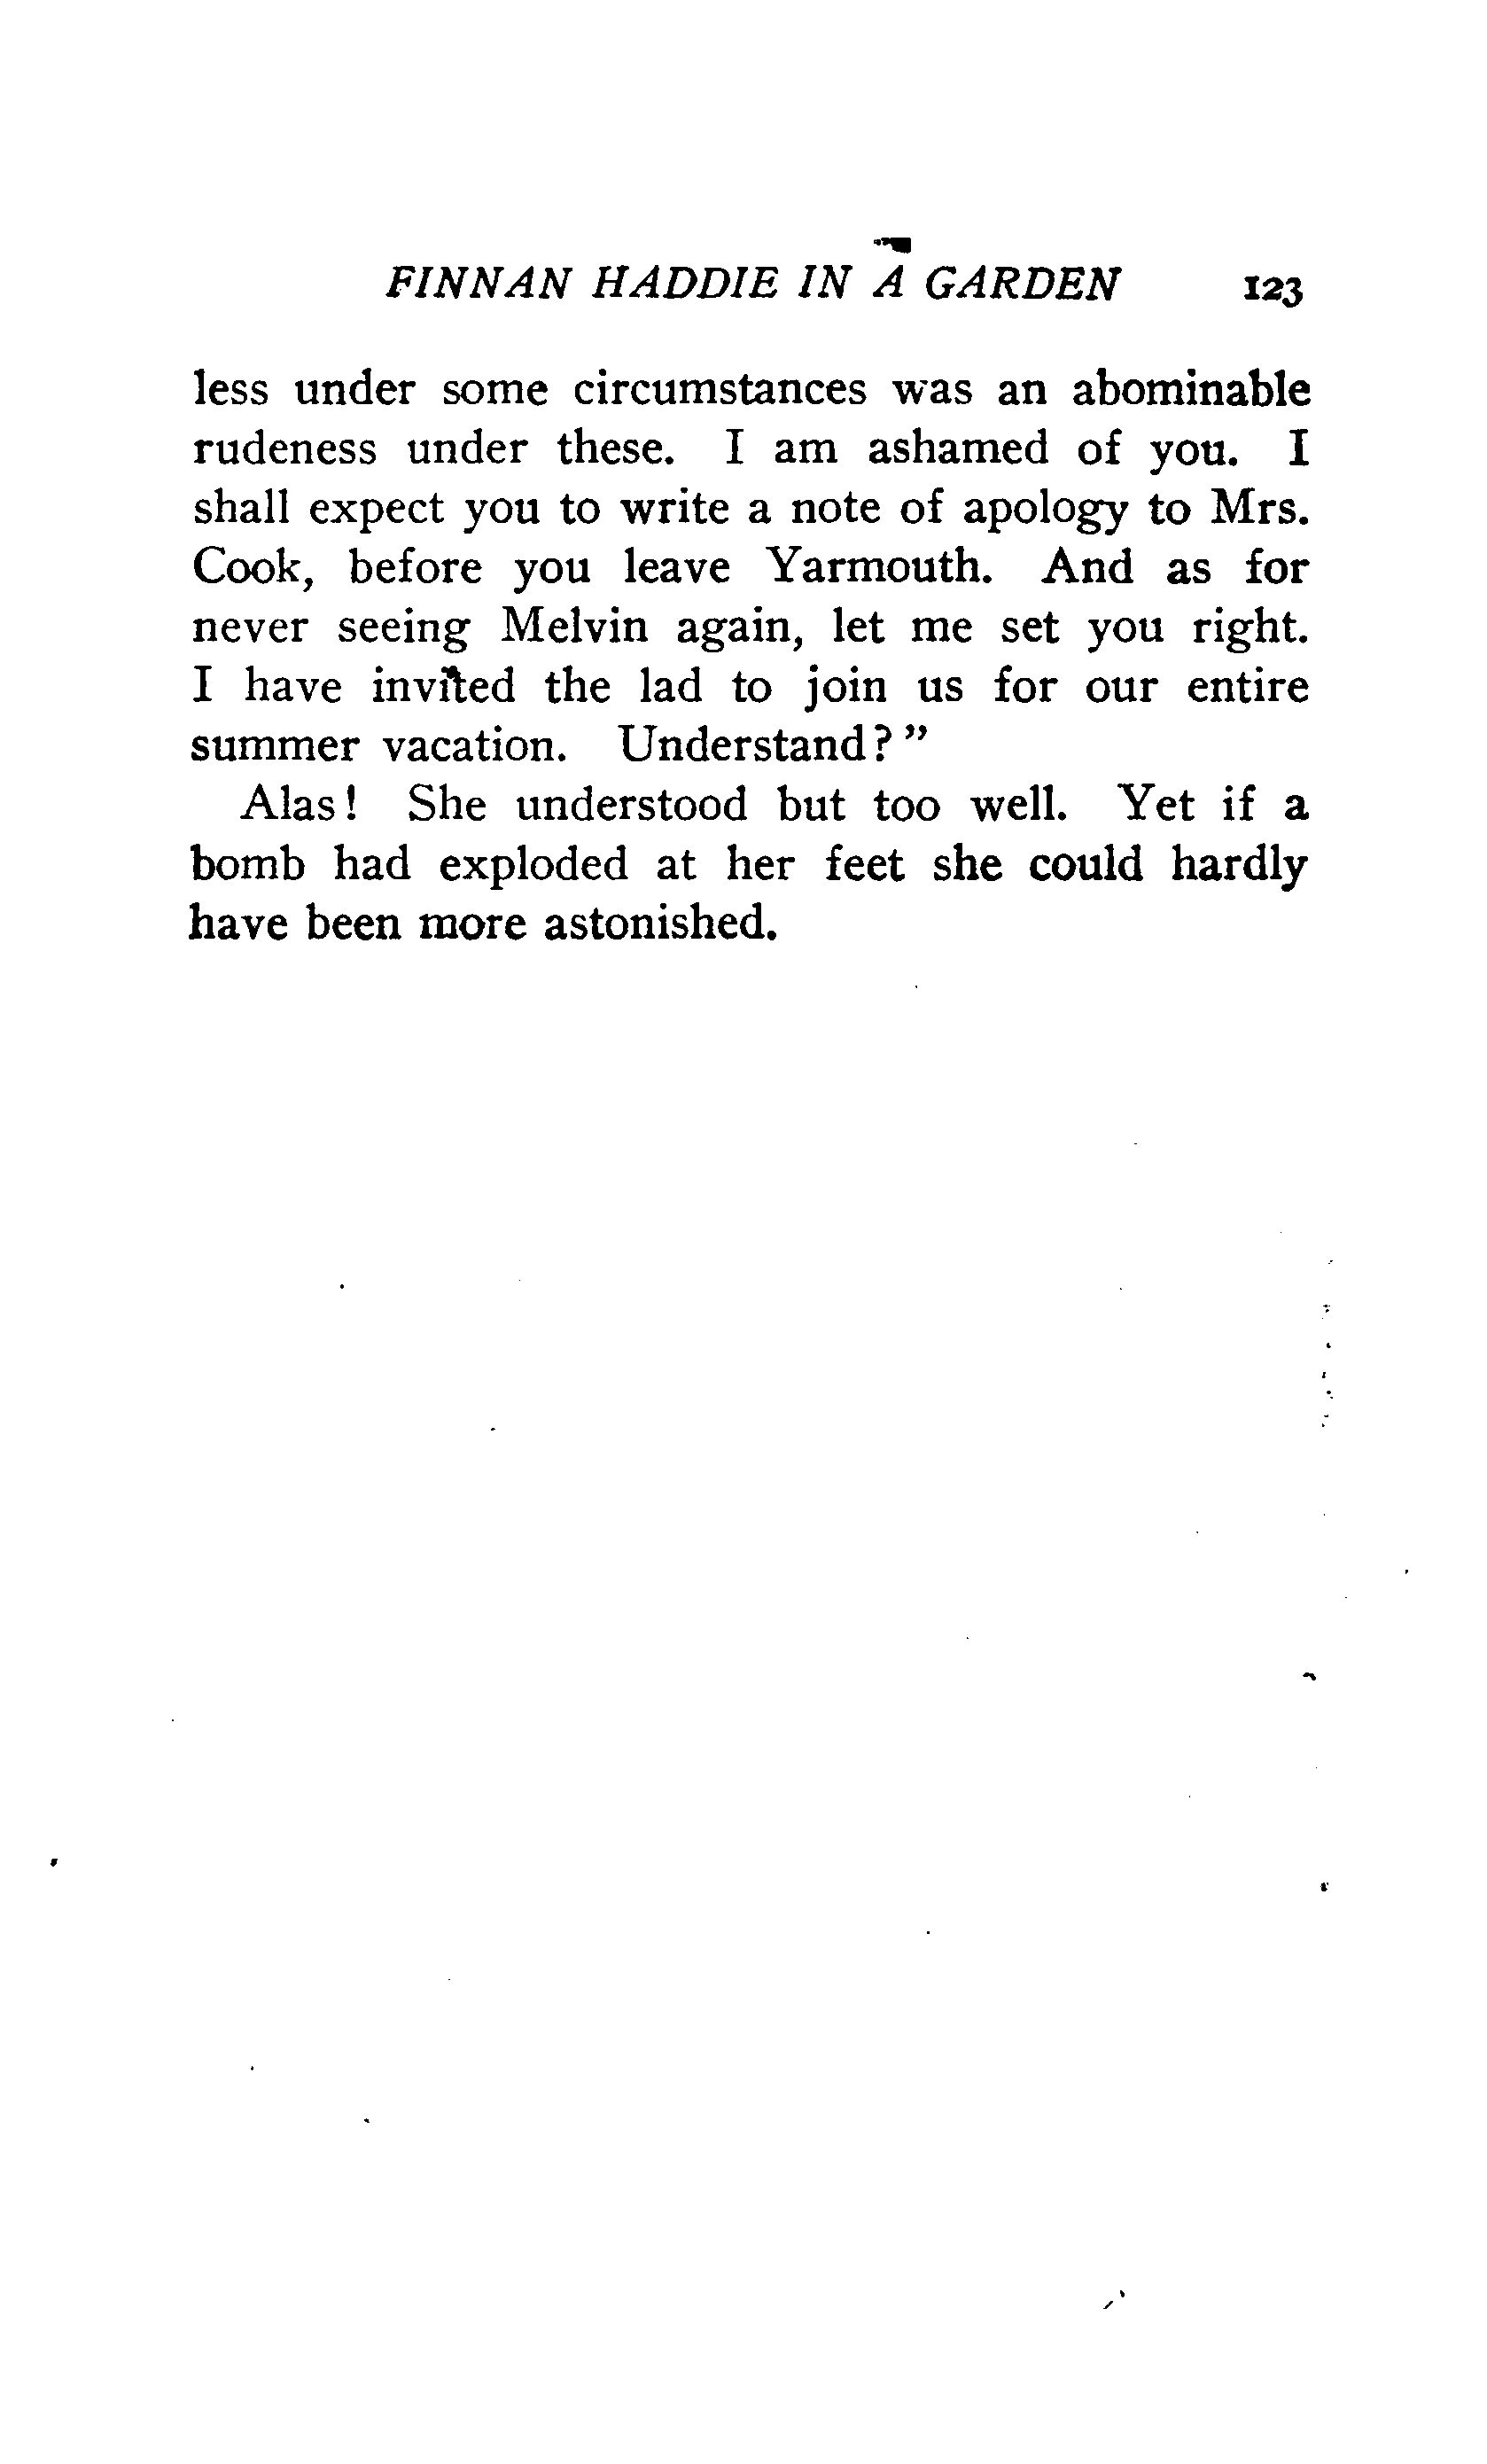 FINNAN HADDIE IN A GARDEN 123
less under some circumstances was an abominable
rudeness under these. I am ashamed of you. I
shall expect you to write a note of apology to Mrs.
Cook, before you leave Yarmouth. And as for
never seeing Melvin again, let me set you right.
I have invited the lad to join us for our entire
summer vacation. Understand?"
Alas! She understood but too well. Yet if a
bomb had exploded at her feet she could hardly
have been more astonished.